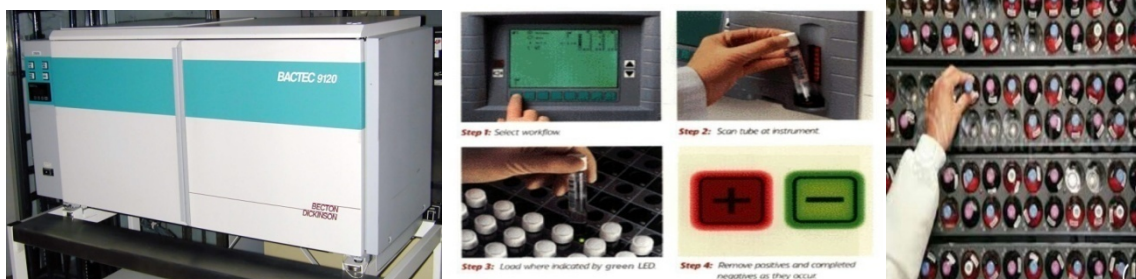 BACTEC 9120
BECTON
DICKINSON
Step 1: Select workflow.
Step 2: Scan tube at instrument.
Step 3: Load where indicated by green LED.
Step 4: Remove positives and completed
negatives as they occur.